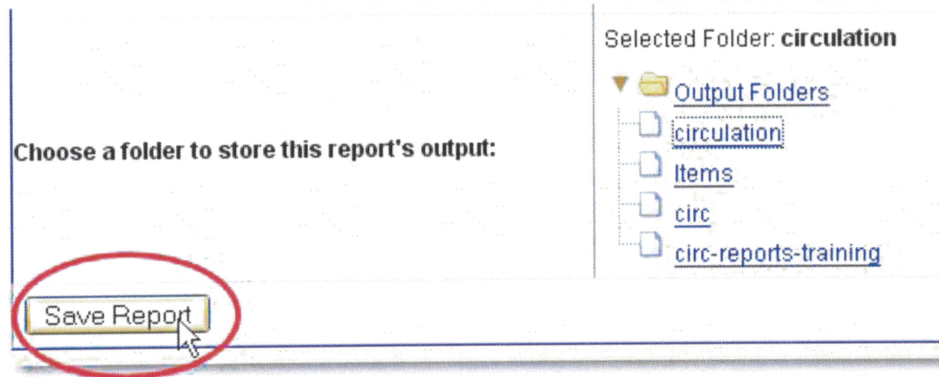 Choose a folder to store this report's output:
Selected Folder: circulation
Output Folders
circulation
Items
circ
circ-reports-training
Save Report